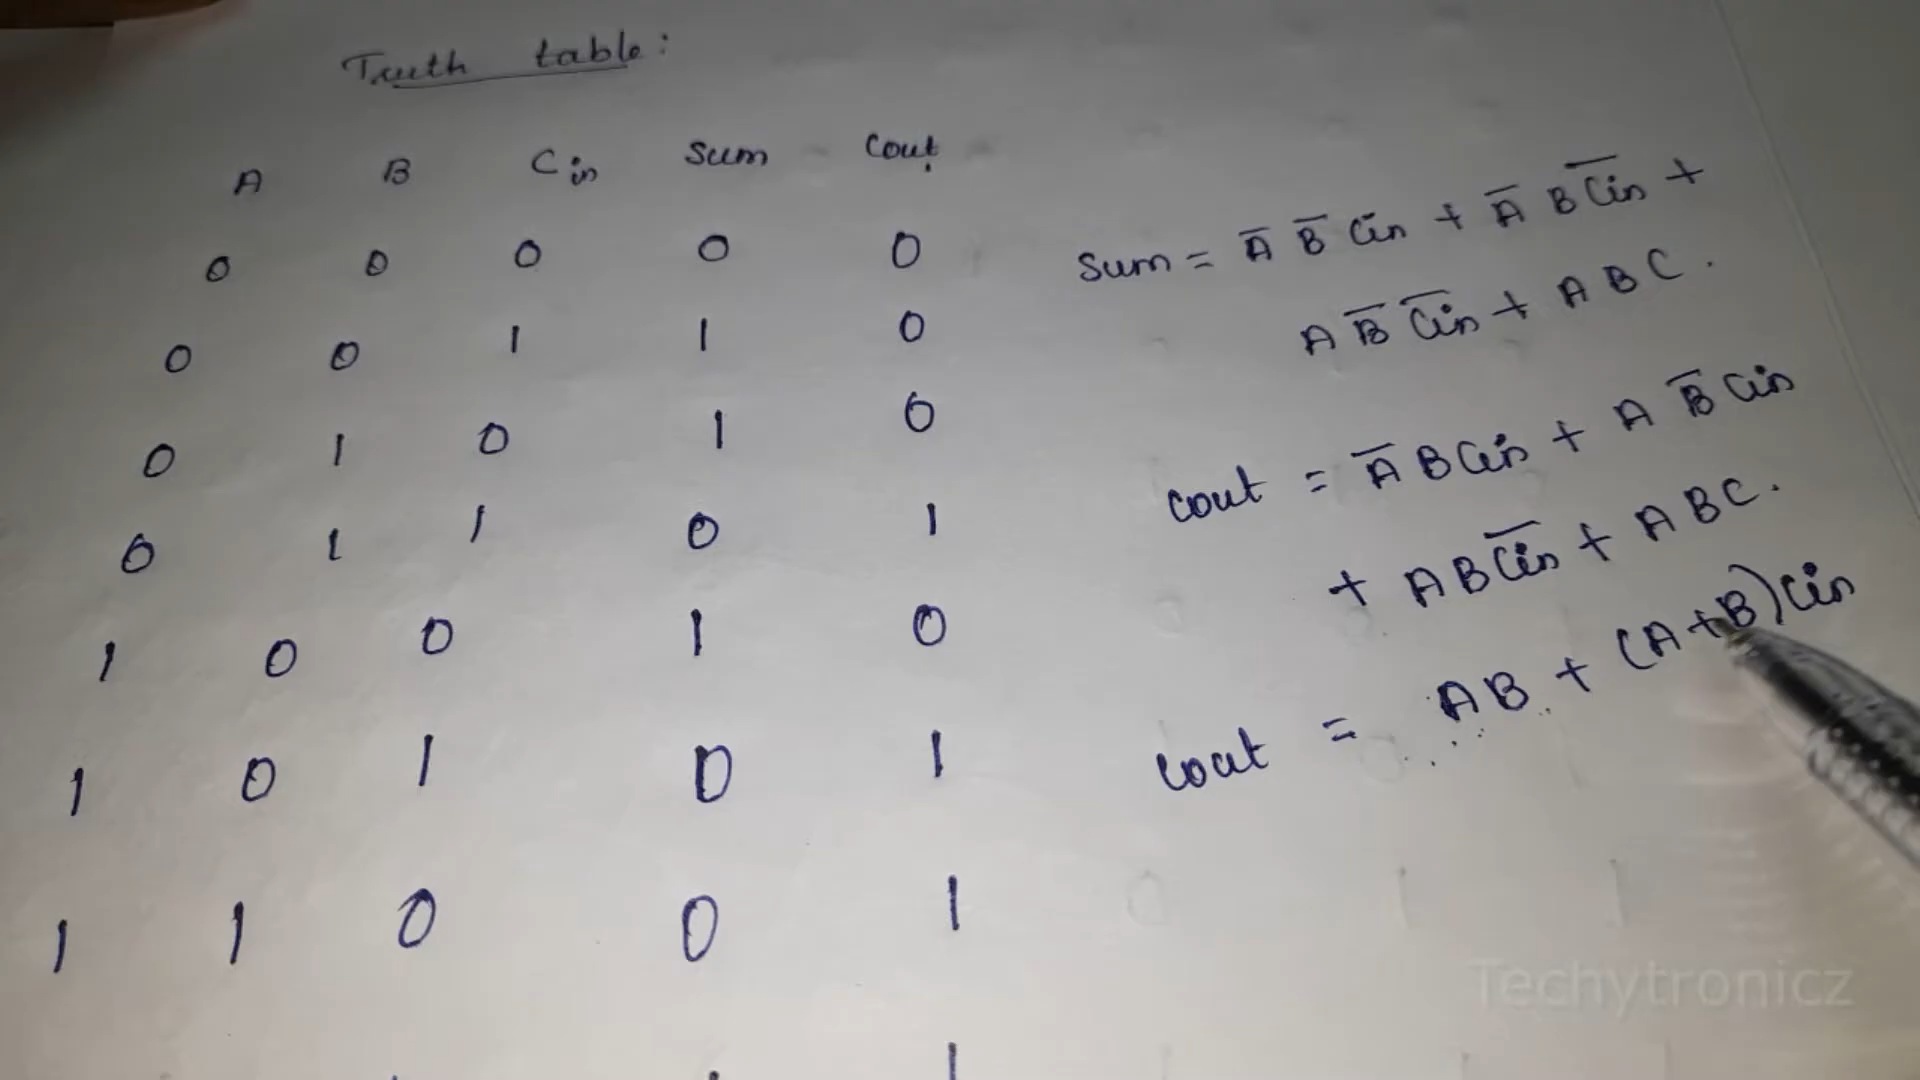 Truth table:
A B Cin Sum Cout
0 0 0 0 0
0 0 1 1 0
0 1 0 1 0
0 1 1 0 1
1 0 0 1 0
1 0 1 0 1
1 1 0 0 1
1
Sum = A̅ B̅ Cin + A̅ B C̅i̅n̅ +
A B̅ C̅i̅n̅ + A B C.
Cout = A̅ B Cin + A B̅ Cin
+ A B C̅i̅n̅ + A B C.
Cout = AB + (A+B)Cin
Techytronicz